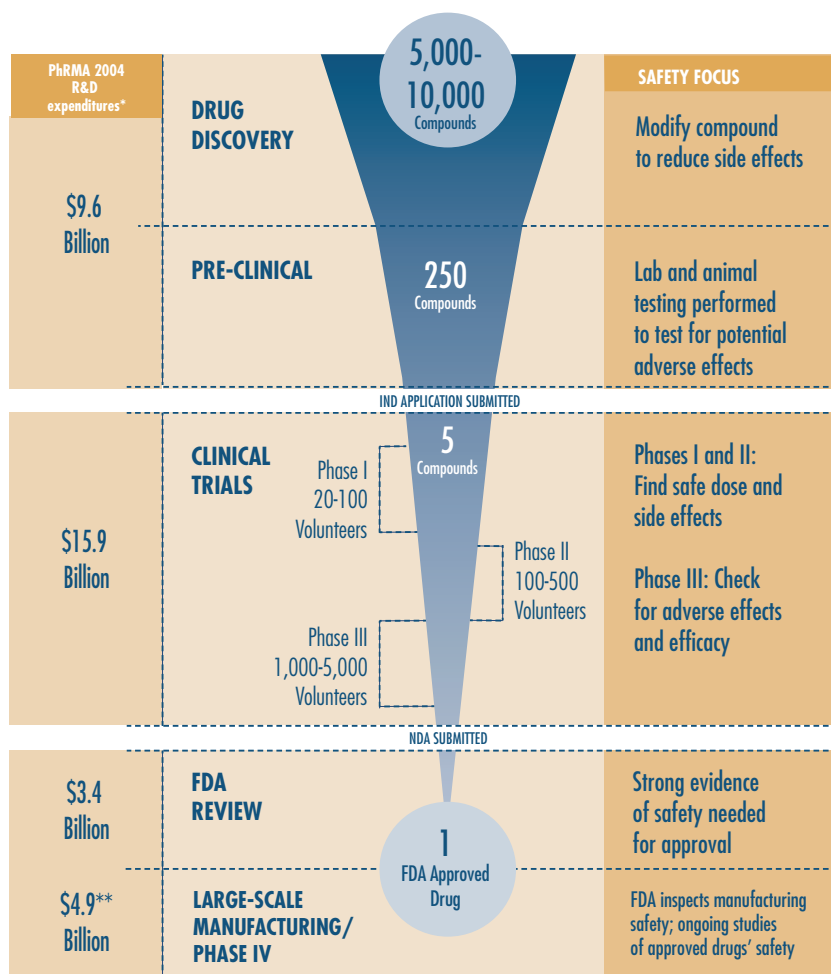 PhRMA 2004
R&D
expenditures*
5,000-
10,000
Compounds
SAFETY FOCUS
DRUG
DISCOVERY
Modify compound
to reduce side effects
$9.6
Billion
PRE-CLINICAL
250
Compounds
Lab and animal
testing performed
to test for potential
adverse effects
IND APPLICATION SUBMITTED
$15.9
Billion
CLINICAL
TRIALS
5
Compounds
Phase I
20-100
Volunteers
Phase II
100-500
Volunteers
Phase III
1,000-5,000
Volunteers
Phases I and II:
Find safe dose and
side effects
Phase III: Check
for adverse effects
and efficacy
NDA SUBMITTED
$3.4
Billion
FDA
REVIEW
1
FDA Approved
Drug
Strong evidence
of safety needed
for approval
$4.9**
Billion
LARGE-SCALE
MANUFACTURING/
PHASE IV
FDA inspects manufacturing
safety; ongoing studies
of approved drugs' safety